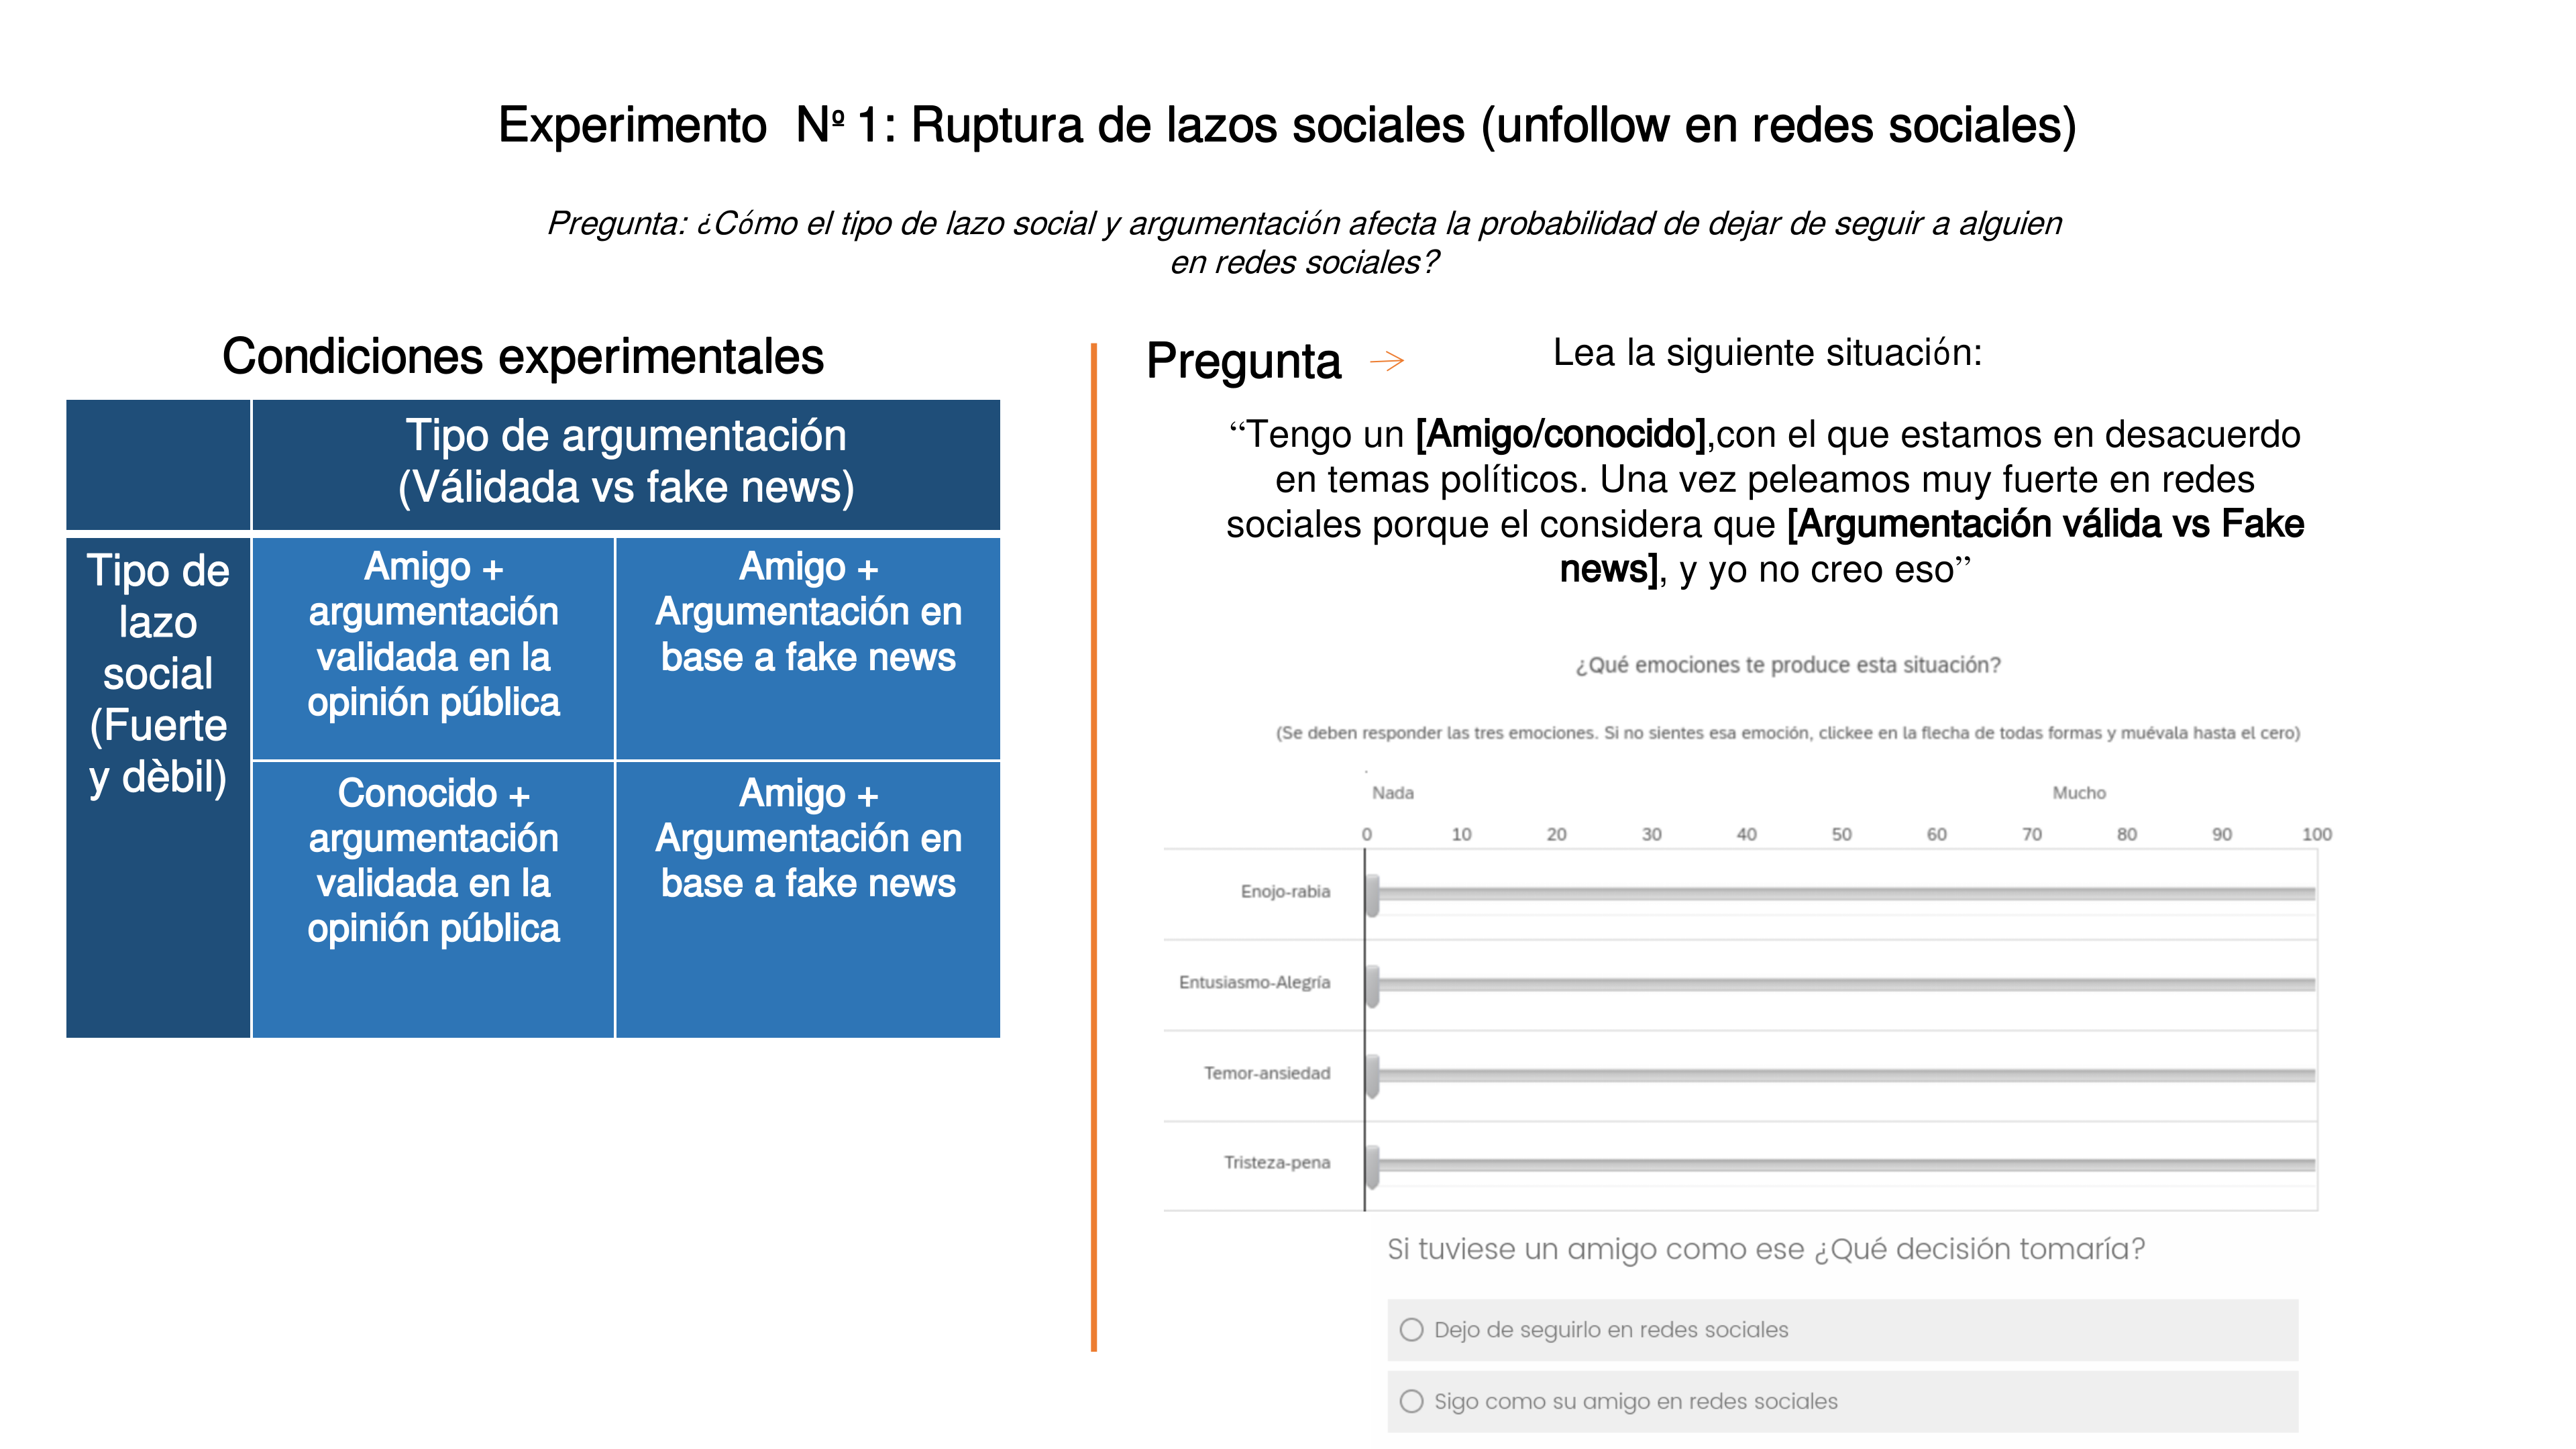 Experimento Nº 1: Ruptura de lazos sociales (unfollow en redes sociales)
Pregunta: ¿Cómo el tipo de lazo social y argumentación afecta la probabilidad de dejar de seguir a alguien
en redes sociales?
Condiciones experimentales
Tipo de argumentación
(Válidada vs fake news)
Tipo de
lazo
social
(Fuerte
y dèbil)
Amigo +
argumentación
validada en la
opinión pública
Amigo +
Argumentación en
base a fake news
Conocido +
argumentación
validada en la
opinión pública
Amigo +
Argumentación en
base a fake news
Pregunta →
Lea la siguiente situación:
“Tengo un [Amigo/conocido],con el que estamos en desacuerdo
en temas políticos. Una vez peleamos muy fuerte en redes
sociales porque el considera que [Argumentación válida vs Fake
news], y yo no creo eso”
¿Qué emociones te produce esta situación?
(Se deben responder las tres emociones. Si no sientes esa emoción, clickee en la flecha de todas formas y muévala hasta el cero)
Nada Mucho
0 10 20 30 40 50 60 70 80 90 100
Enojo-rabia
Entusiasmo-Alegría
Temor-ansiedad
Tristeza-pena
Si tuviese un amigo como ese ¿Qué decisión tomaría?
Dejo de seguirlo en redes sociales
Sigo como su amigo en redes sociales